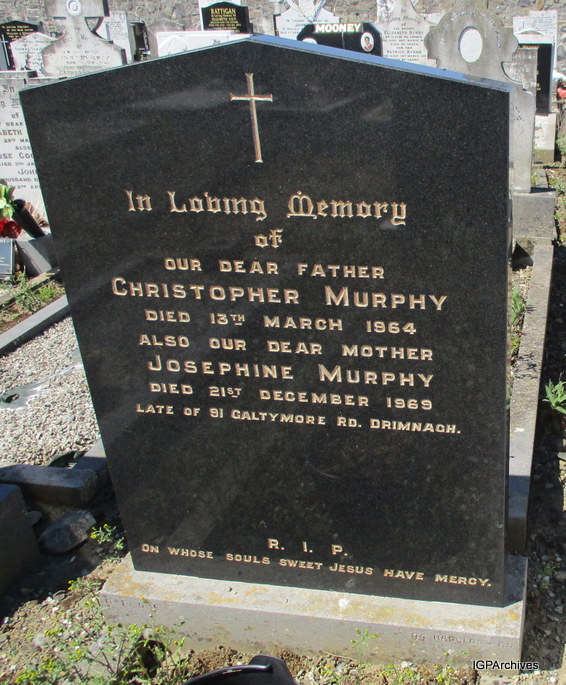 RATTIGAN
MOONEY
In Loving Memory
of
OUR DEAR FATHER
CHRISTOPHER MURPHY
DIED 13TH MARCH 1964
ALSO OUR DEAR MOTHER
JOSEPHINE MURPHY
DIED 21ST DECEMBER 1969
LATE OF 91 GALTYMORE RD. DRIMNAGH.
R. I. P.
ON WHOSE SOULS SWEET JESUS HAVE MERCY.
IGPArchives